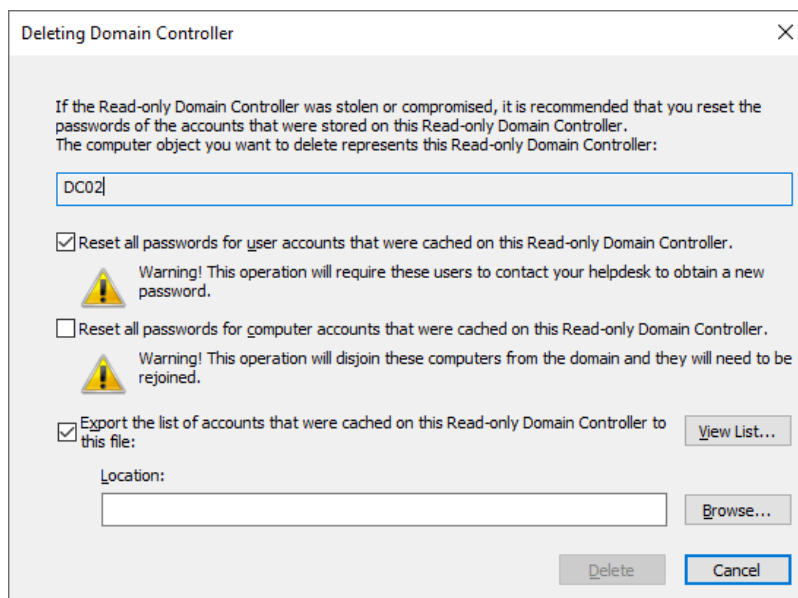 Deleting Domain Controller
If the Read-only Domain Controller was stolen or compromised, it is recommended that you reset the
passwords of the accounts that were stored on this Read-only Domain Controller.
The computer object you want to delete represents this Read-only Domain Controller:
DC02
Reset all passwords for user accounts that were cached on this Read-only Domain Controller.
Warning! This operation will require these users to contact your helpdesk to obtain a new
password.
Reset all passwords for computer accounts that were cached on this Read-only Domain Controller.
Warning! This operation will disjoin these computers from the domain and they will need to be
rejoined.
Export the list of accounts that were cached on this Read-only Domain Controller to
this file:
View List...
Location:
Browse...
Delete
Cancel